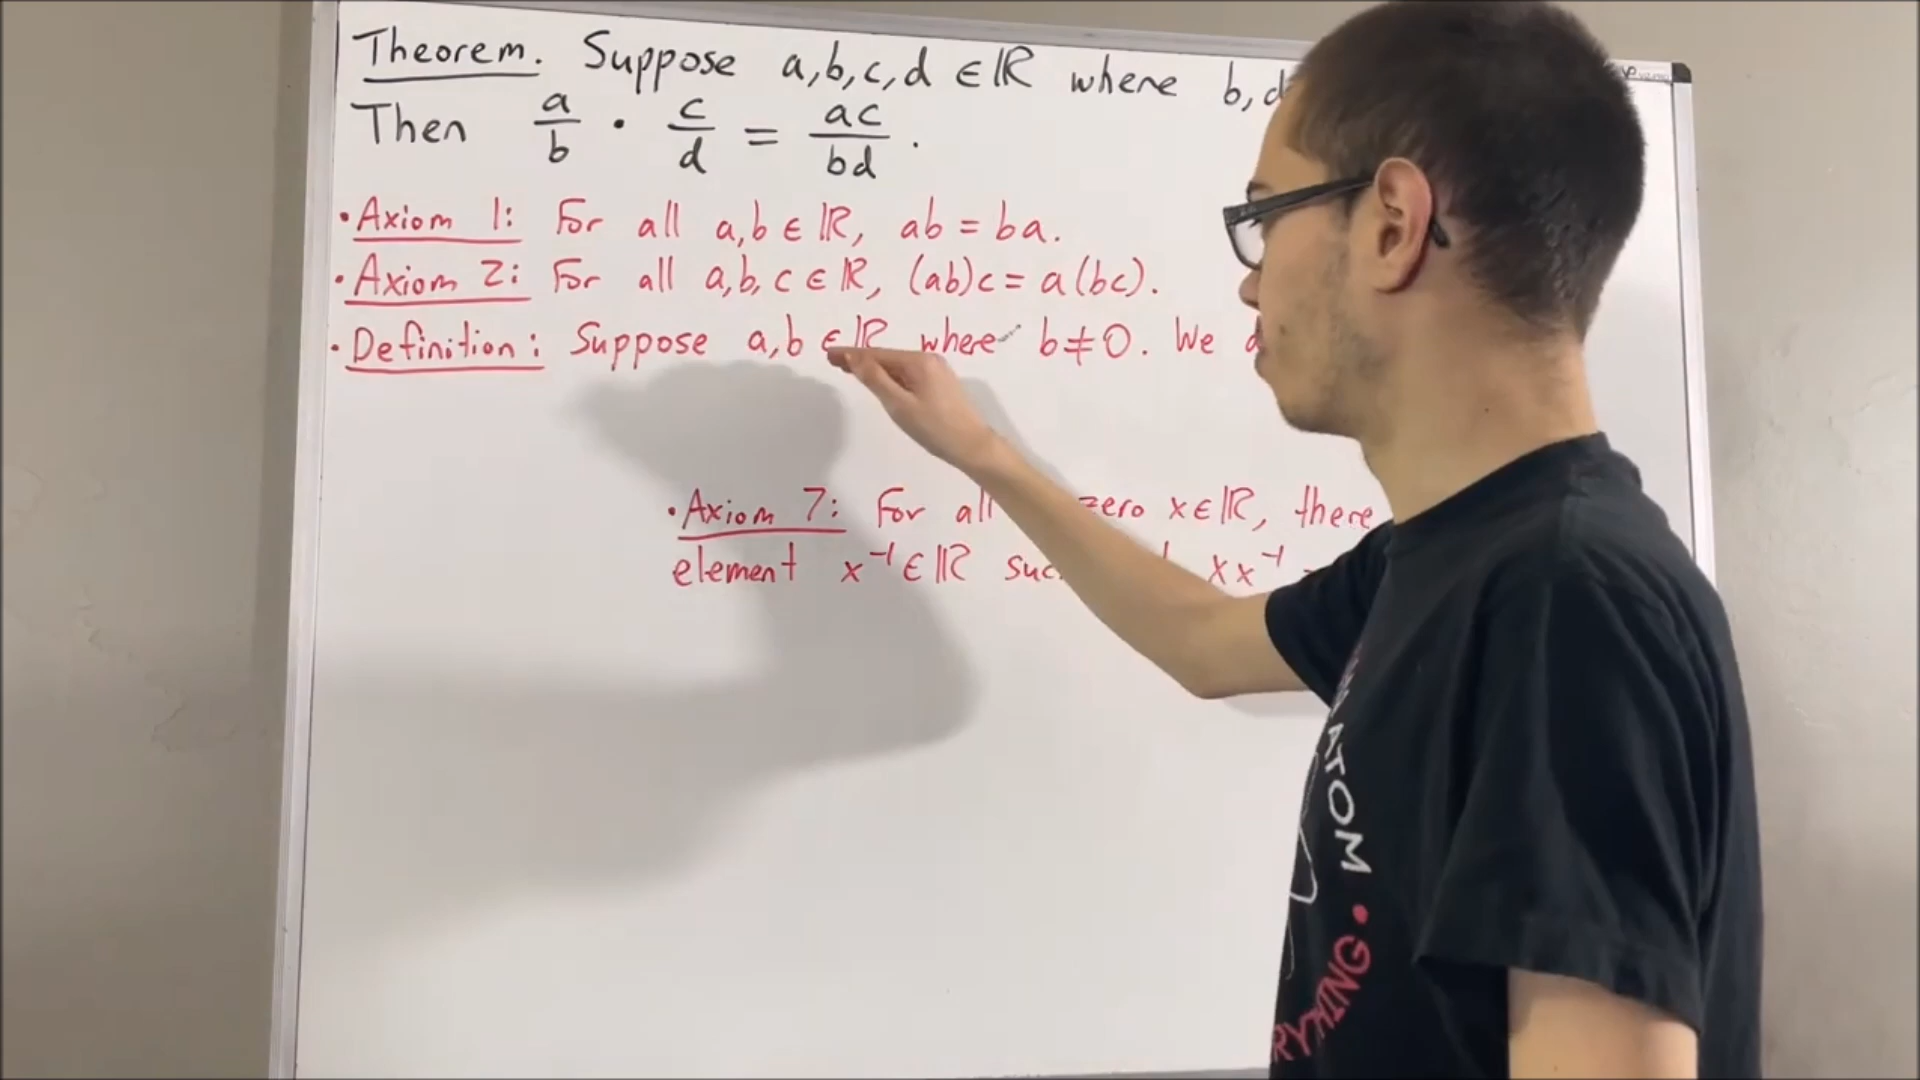 Theorem. Suppose a,b,c,d ∈ ℝ where b,d
Then a/b · c/d = ac/bd .
• Axiom 1: For all a,b ∈ ℝ, ab = ba.
• Axiom 2: For all a,b,c ∈ ℝ, (ab)c = a(bc).
• Definition: Suppose a,b ∈ ℝ where b ≠ 0. We
• Axiom 7: For all zero x ∈ ℝ, there
element x⁻¹ ∈ ℝ xx⁻¹
ATOM
RYTHING